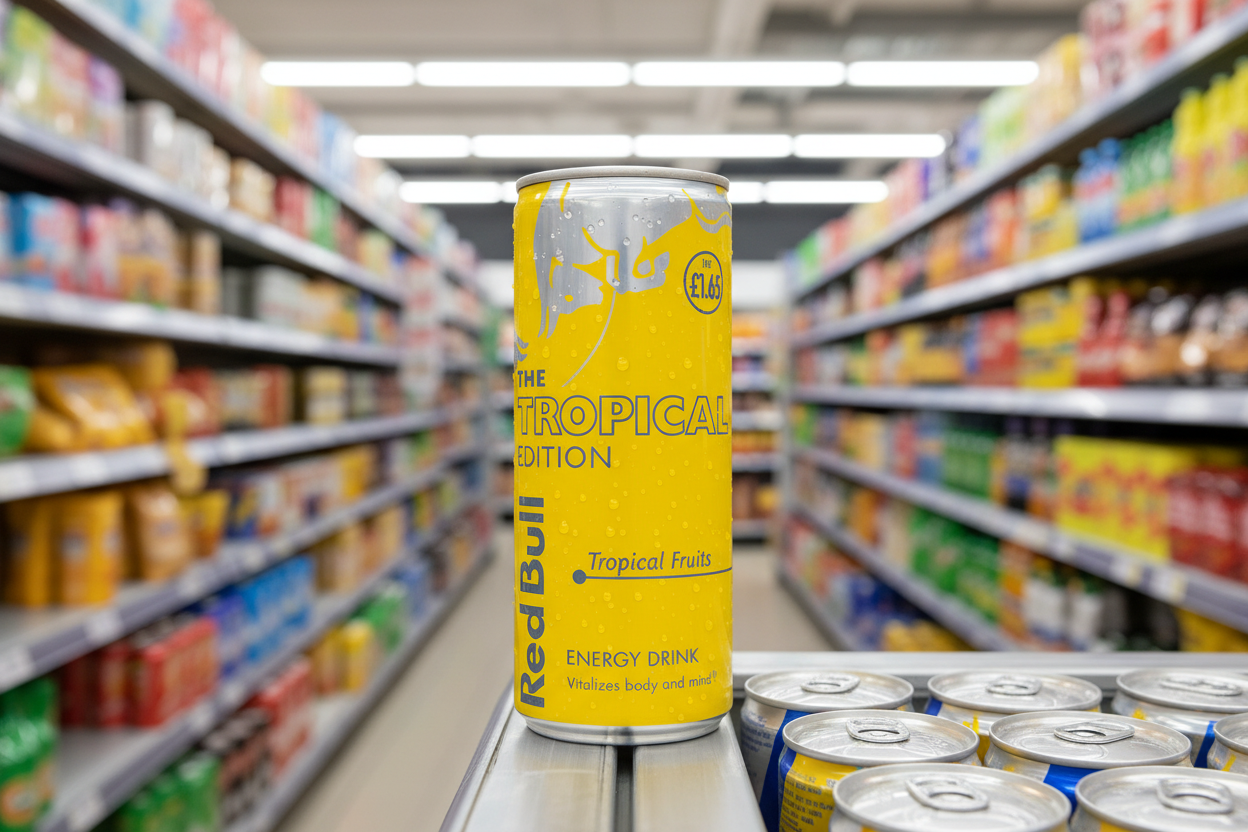 £1.65
THE
TROPICAL
EDITION
Red Bull
Tropical Fruits
ENERGY DRINK
Vitalizes body and mind